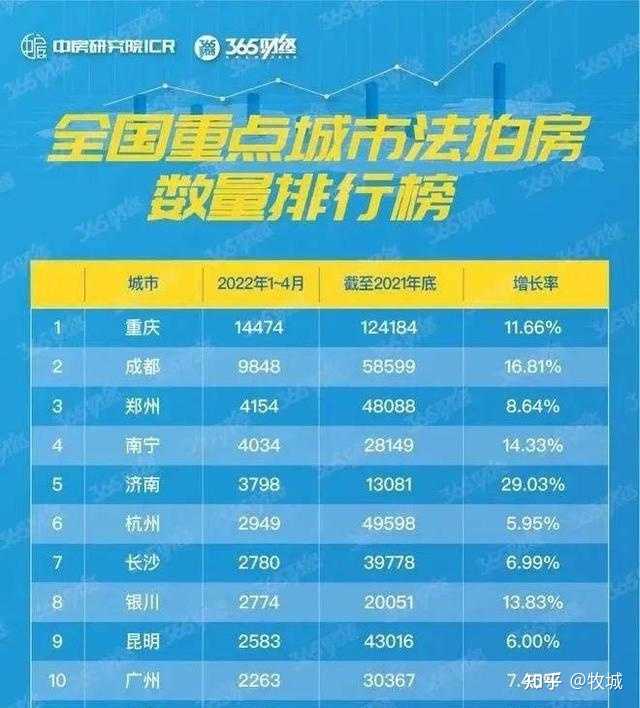 中房研究院ICR 365财经
全国重点城市法拍房
数量排行榜
城市 2022年1~4月 截至2021年底 增长率
1 重庆 14474 124184 11.66%
2 成都 9848 58599 16.81%
3 郑州 4154 48088 8.64%
4 南宁 4034 28149 14.33%
5 济南 3798 13081 29.03%
6 杭州 2949 49598 5.95%
7 长沙 2780 39778 6.99%
8 银川 2774 20051 13.83%
9 昆明 2583 43016 6.00%
10 广州 2263 30367
知乎 @牧城